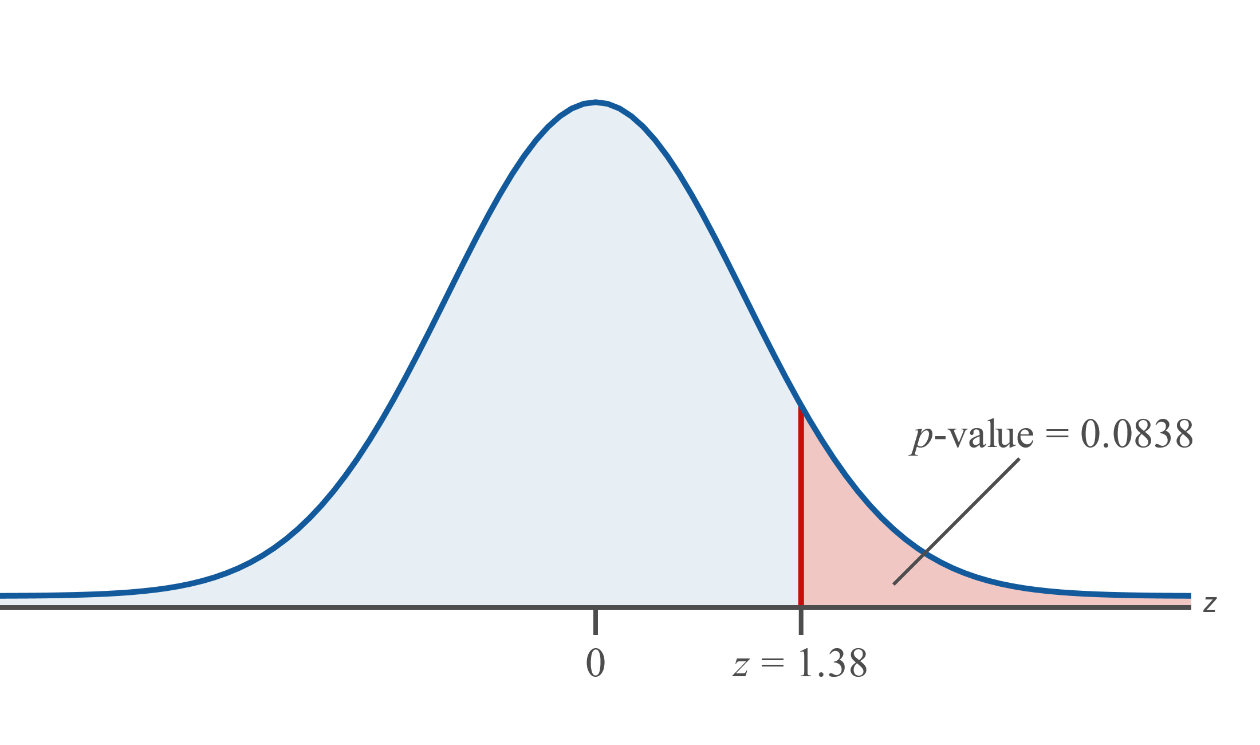 p-value = 0.0838
z
0
z = 1.38